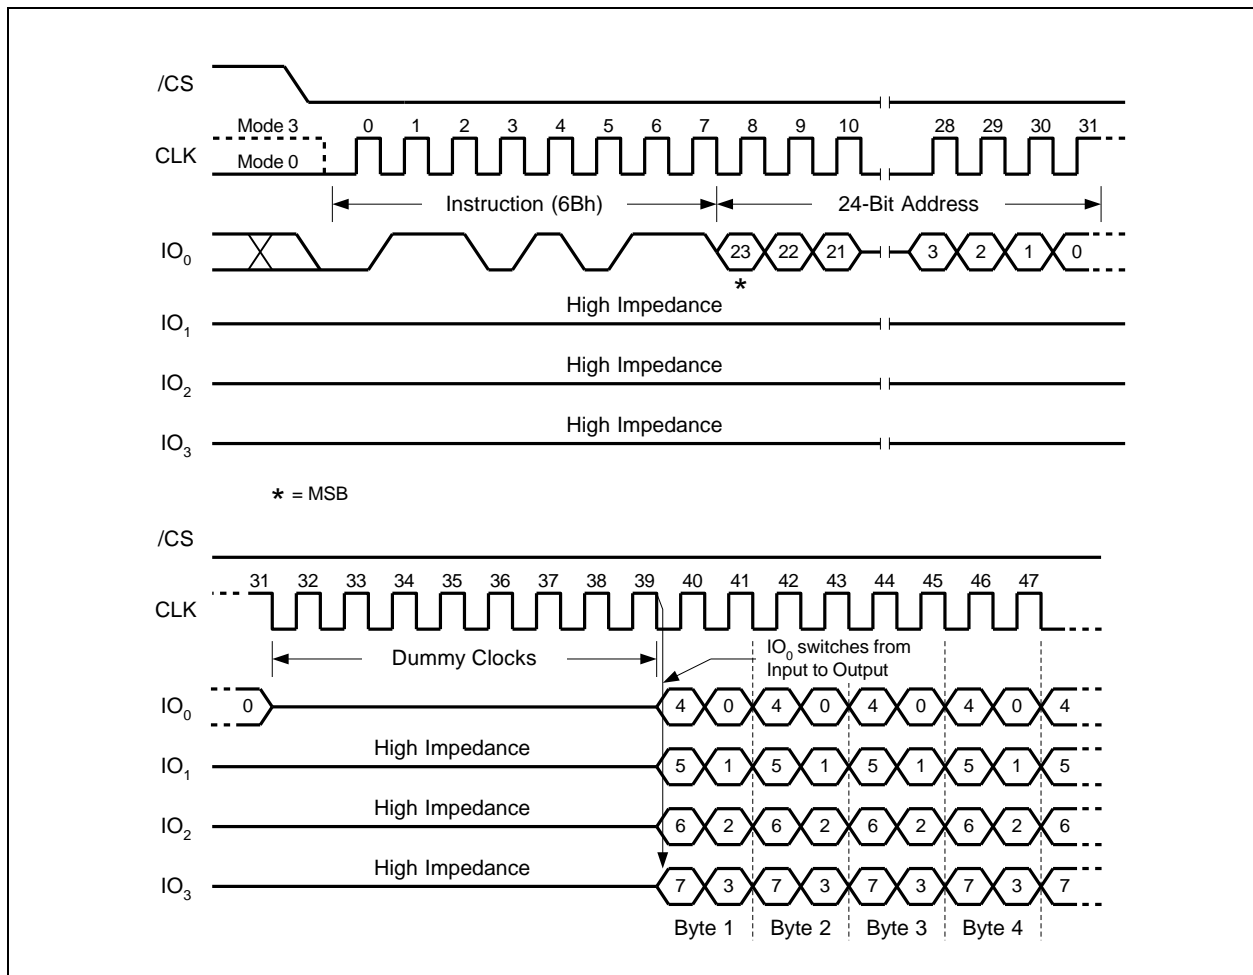 /CS
Mode 3 0 1 2 3 4 5 6 7 8 9 10 28 29 30 31
CLK
Mode 0
Instruction (6Bh) 24-Bit Address
IO0 23 22 21 3 2 1 0
*
High Impedance
IO1
High Impedance
IO2
High Impedance
IO3
* = MSB
/CS
31 32 33 34 35 36 37 38 39 40 41 42 43 44 45 46 47
CLK
Dummy Clocks
IO0 switches from
Input to Output
IO0 0 4 0 4 0 4 0 4 0 4
High Impedance
IO1 5 1 5 1 5 1 5 1 5
High Impedance
IO2 6 2 6 2 6 2 6 2 6
High Impedance
IO3 7 3 7 3 7 3 7 3 7
Byte 1 Byte 2 Byte 3 Byte 4